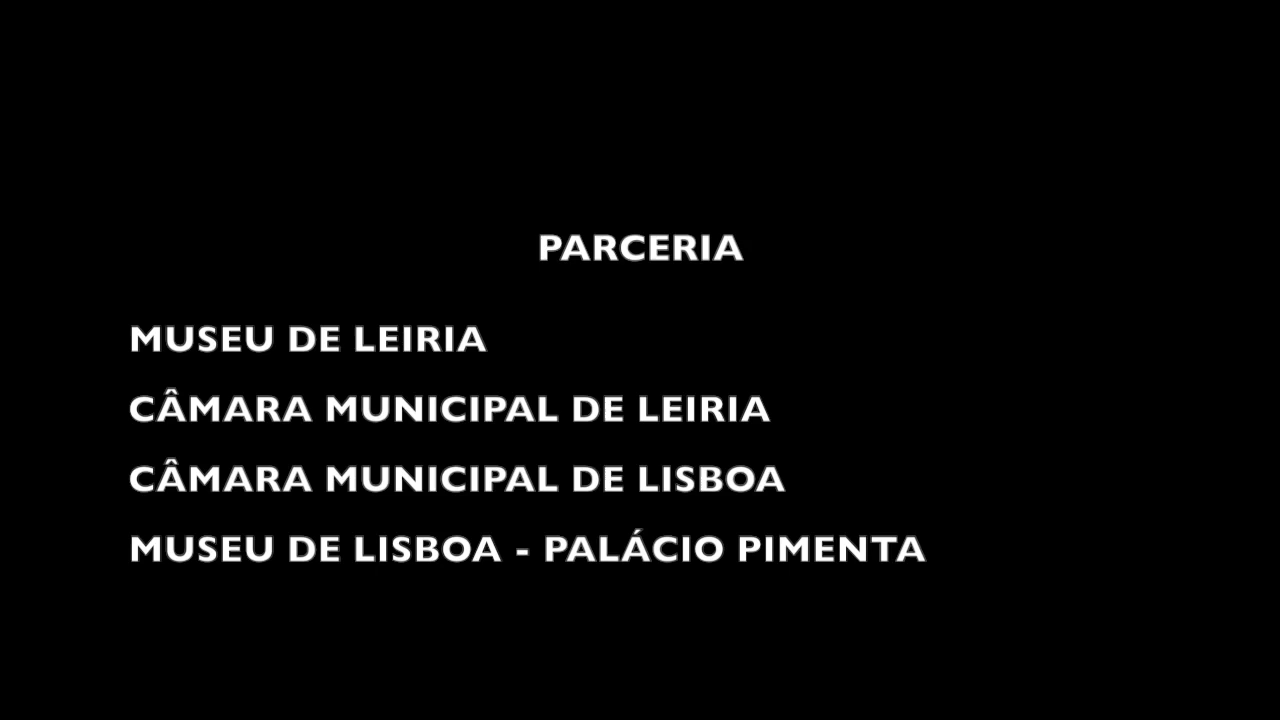 PARCERIA
MUSEU DE LEIRIA
CÂMARA MUNICIPAL DE LEIRIA
CÂMARA MUNICIPAL DE LISBOA
MUSEU DE LISBOA - PALÁCIO PIMENTA